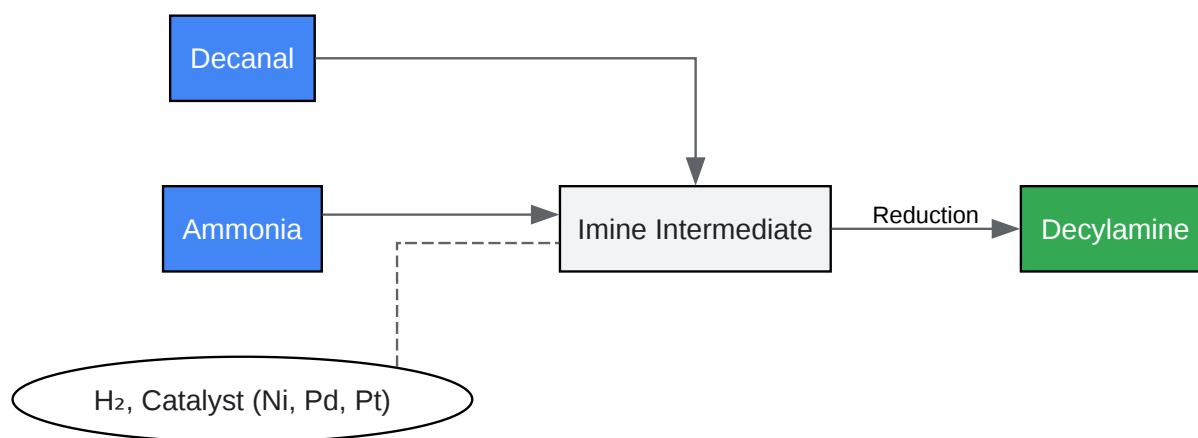 Decanal
Ammonia
Imine Intermediate
Reduction
Decylamine
H₂, Catalyst (Ni, Pd, Pt)